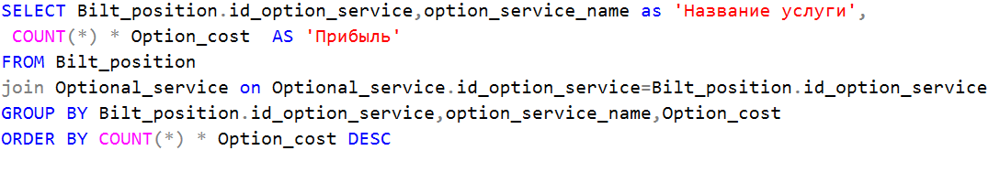 SELECT Bilt_position.id_option_service,option_service_name as 'Название услуги',
COUNT(*) * Option_cost  AS 'Прибыль'
FROM Bilt_position
join Optional_service on Optional_service.id_option_service=Bilt_position.id_option_service
GROUP BY Bilt_position.id_option_service,option_service_name,Option_cost
ORDER BY COUNT(*) * Option_cost DESC